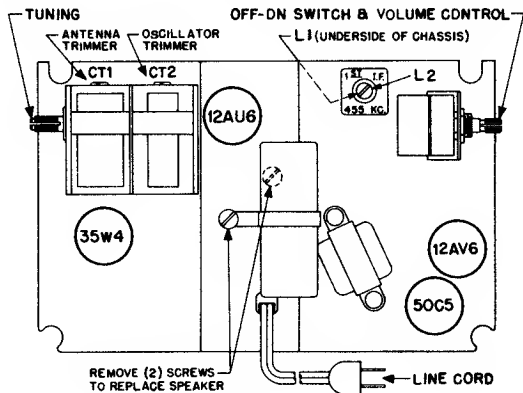 TUNING
OFF-ON SWITCH & VOLUME CONTROL
ANTENNA
TRIMMER
OSCILLATOR
TRIMMER
L1 (UNDERSIDE OF CHASSIS)
CT1
CT2
1 ST I.F.
L2
455 KC.
12AU6
35W4
12AV6
50C5
REMOVE (2) SCREWS
TO REPLACE SPEAKER
LINE CORD